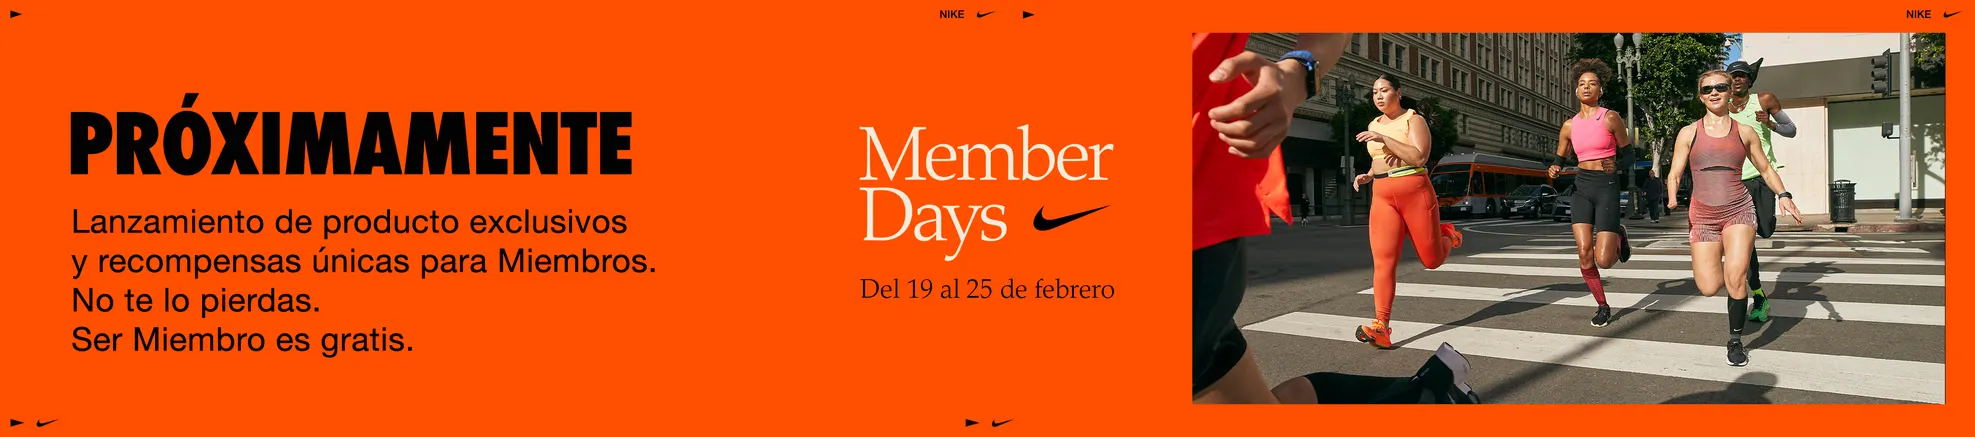 NIKE
NIKE
PRÓXIMAMENTE
Lanzamiento de producto exclusivos
y recompensas únicas para Miembros.
No te lo pierdas.
Ser Miembro es gratis.
Member
Days
Del 19 al 25 de febrero